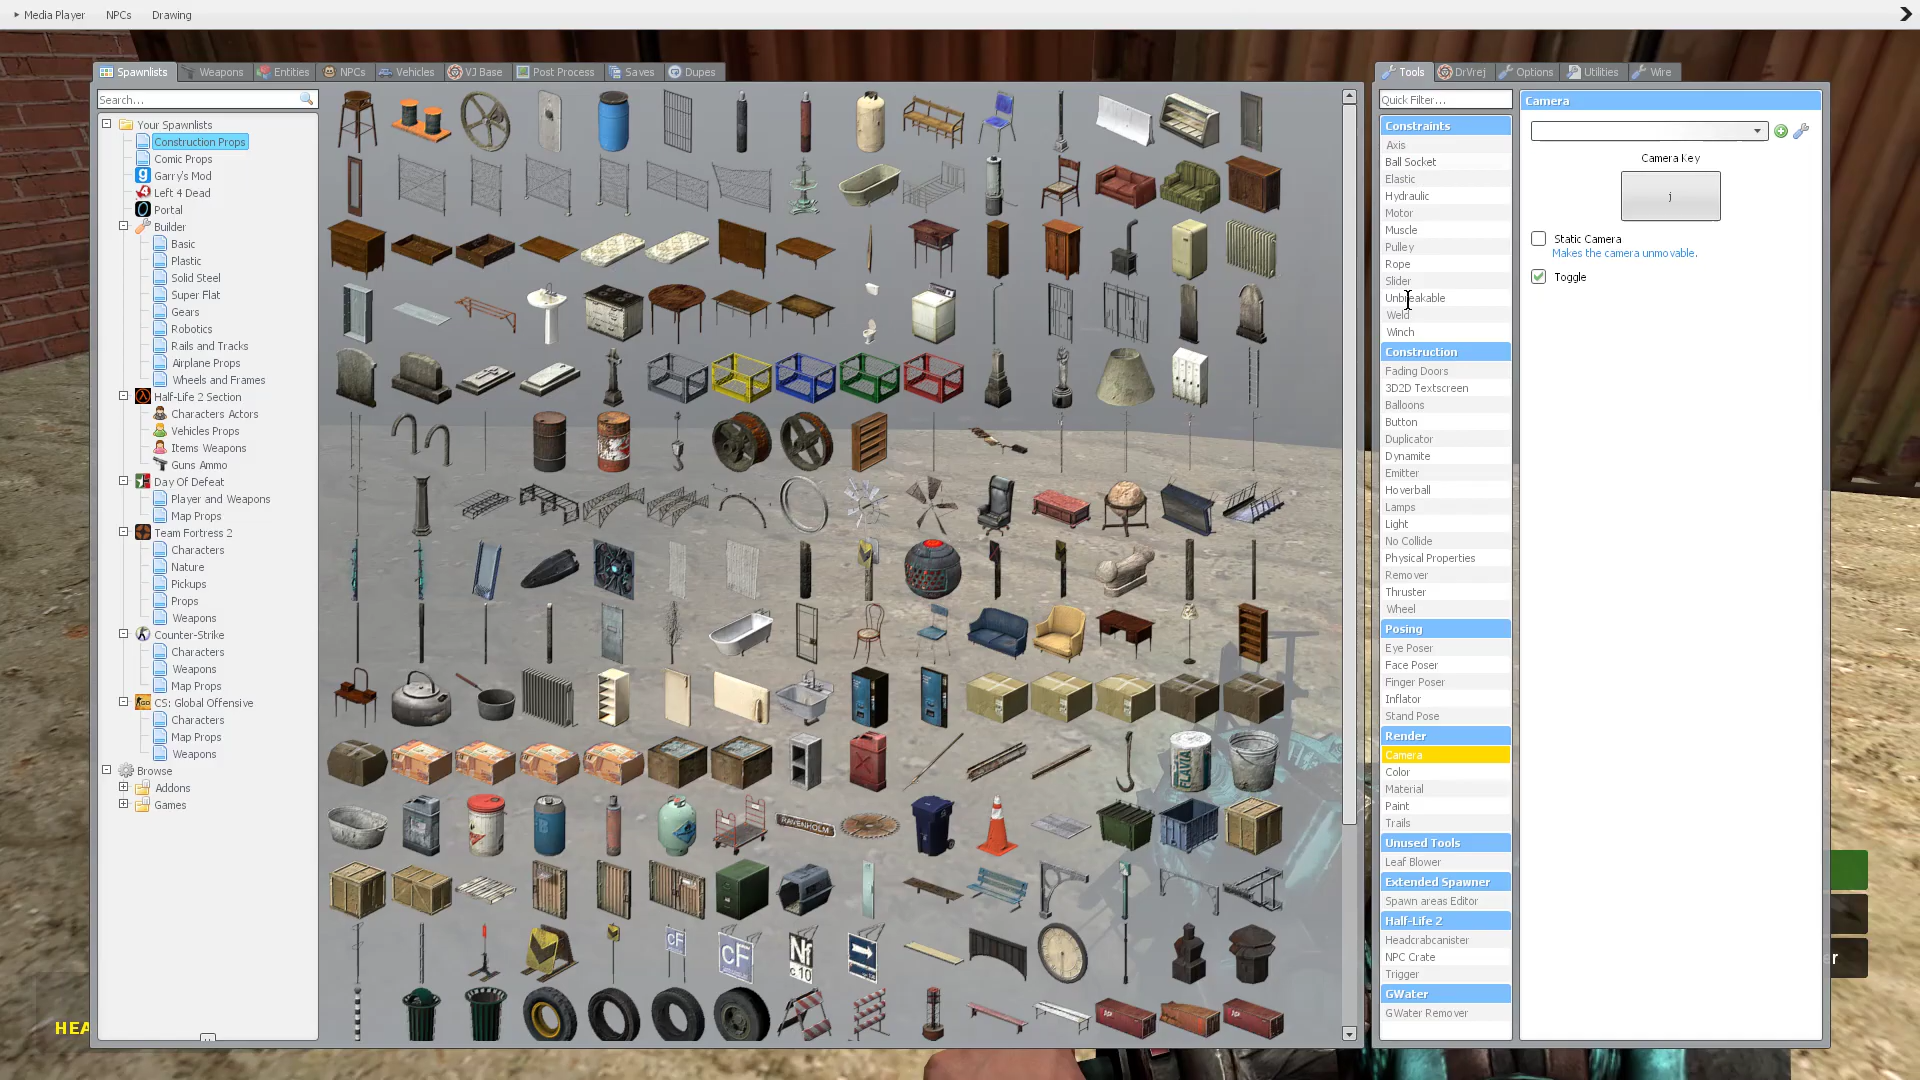 Media Player NPCs Drawing
Spawnlists Weapons Entities NPCs Vehicles VJ Base Post Process Saves Dupes
Search...
Your Spawnlists
Construction Props
Comic Props
Garry's Mod
Left 4 Dead
Portal
Builder
Basic
Plastic
Solid Steel
Super Flat
Gears
Robotics
Rails and Tracks
Airplane Props
Wheels and Frames
Half-Life 2 Section
Characters Actors
Vehicles Props
Items Weapons
Guns Ammo
Day Of Defeat
Player and Weapons
Map Props
Team Fortress 2
Characters
Nature
Pickups
Props
Weapons
Counter-Strike
Characters
Weapons
Map Props
CS: Global Offensive
Characters
Map Props
Weapons
Browse
Addons
Games
FLAVIA
RAVENHOLM
CF
CF
Nf
c 10
Tools DrVrej Options Utilities Wire
Quick Filter...
Constraints
Axis
Ball Socket
Elastic
Hydraulic
Motor
Muscle
Pulley
Rope
Slider
Unbreakable
Weld
Winch
Construction
Fading Doors
3D2D Textscreen
Balloons
Button
Duplicator
Dynamite
Emitter
Hoverball
Lamps
Light
No Collide
Physical Properties
Remover
Thruster
Wheel
Posing
Eye Poser
Face Poser
Finger Poser
Inflator
Stand Pose
Render
Camera
Color
Material
Paint
Trails
Unused Tools
Leaf Blower
Extended Spawner
Spawn areas Editor
Half-Life 2
Headcrabcanister
NPC Crate
Trigger
GWater
GWater Remover
Camera
Camera Key
j
Static Camera
Makes the camera unmovable.
Toggle
HEA
er